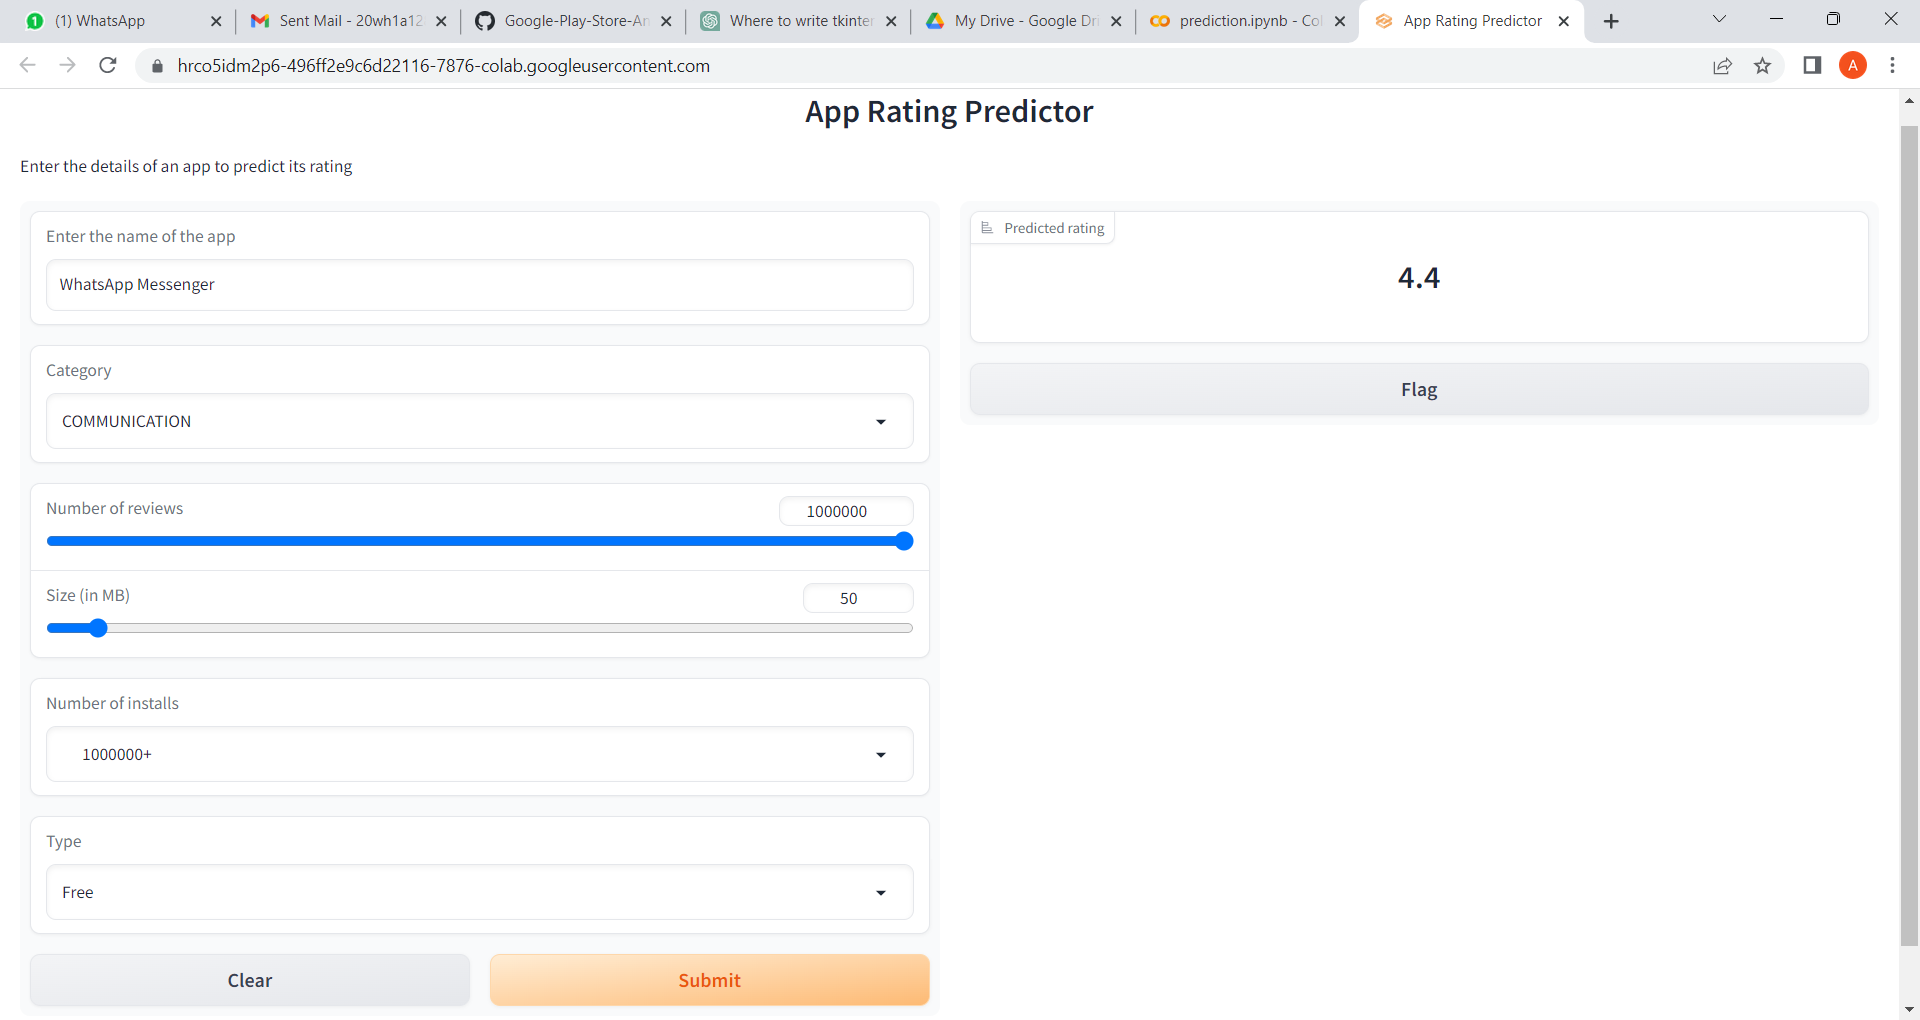 (1) WhatsApp
Sent Mail - 20wh1a12
Google-Play-Store-An
Where to write tkinter
My Drive - Google Dri
prediction.ipynb - Col
App Rating Predictor
hrco5idm2p6-496ff2e9c6d22116-7876-colab.googleusercontent.com
A
App Rating Predictor
Enter the details of an app to predict its rating
Enter the name of the app
WhatsApp Messenger
Category
COMMUNICATION
Number of reviews
1000000
Size (in MB)
50
Number of installs
1000000+
Type
Free
Clear
Submit
Predicted rating
4.4
Flag